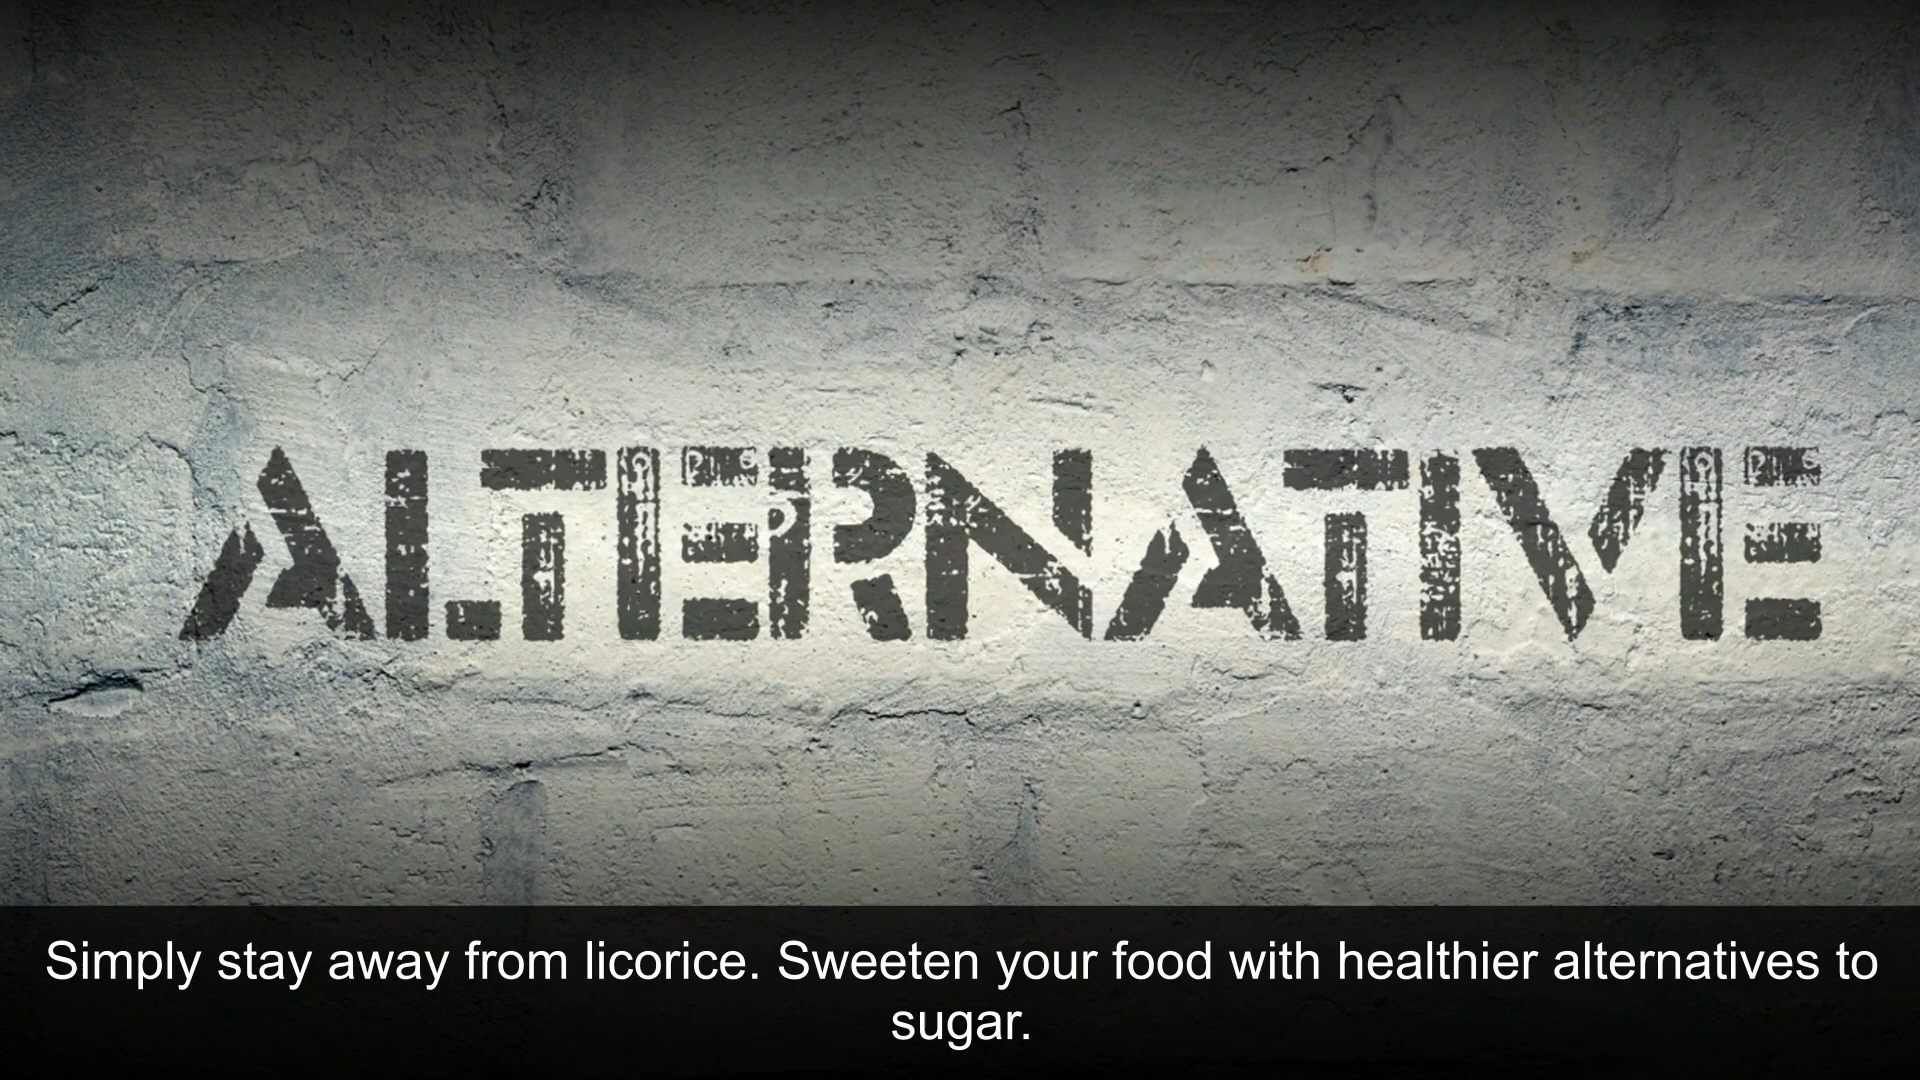 ALTERNATIVE
Simply stay away from licorice. Sweeten your food with healthier alternatives to
sugar.